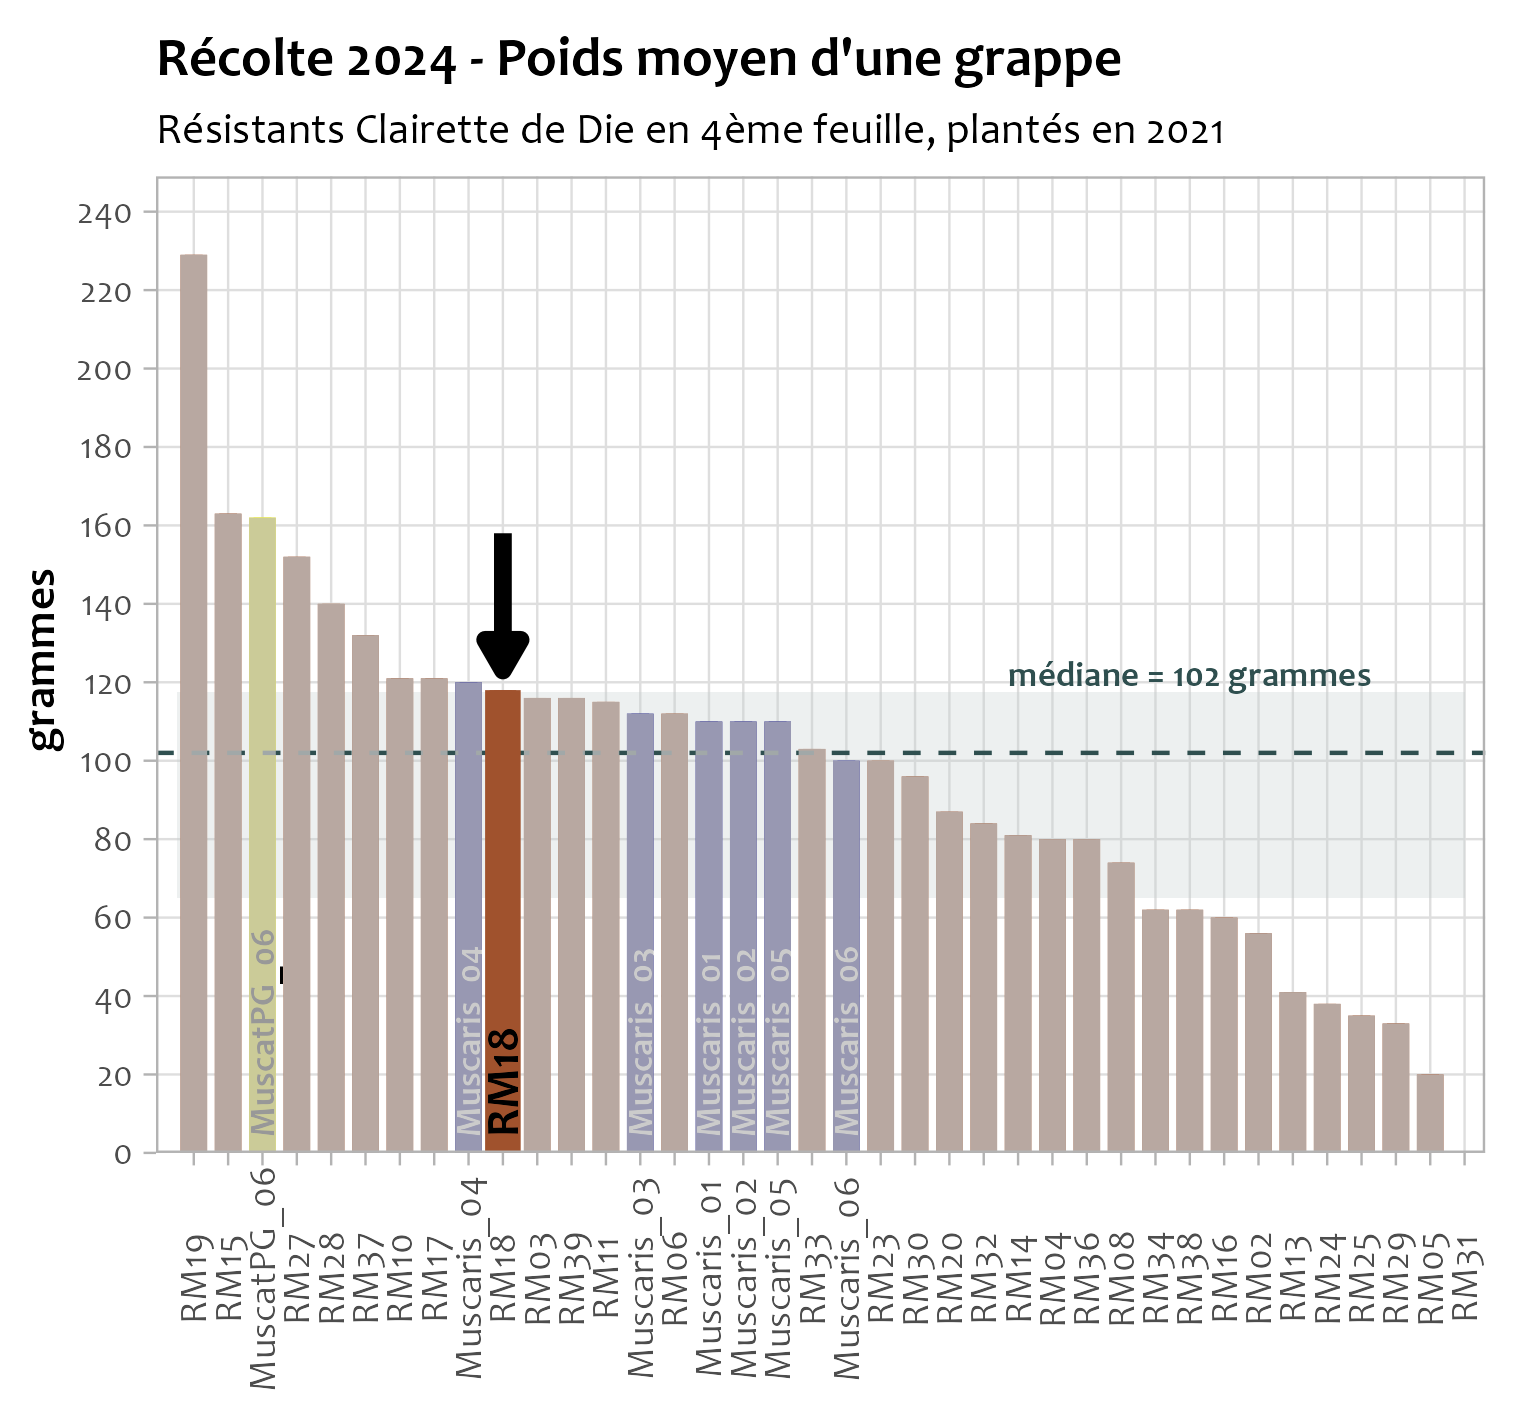 Récolte 2024 - Poids moyen d'une grappe
Résistants Clairette de Die en 4ème feuille, plantés en 2021
grammes
240
220
200
180
160
140
120
100
80
60
40
20
0
médiane = 102 grammes
MuscatPG_06
Muscaris_04
RM18
Muscaris_03
Muscaris_01
Muscaris_02
Muscaris_05
Muscaris_06
RM19
RM15
MuscatPG_06
RM27
RM28
RM37
RM10
RM17
Muscaris_04
RM18
RM03
RM39
RM11
Muscaris_03
RM06
Muscaris_01
Muscaris_02
Muscaris_05
RM33
Muscaris_06
RM23
RM30
RM20
RM32
RM14
RM04
RM36
RM08
RM34
RM38
RM16
RM02
RM13
RM24
RM25
RM29
RM05
RM31